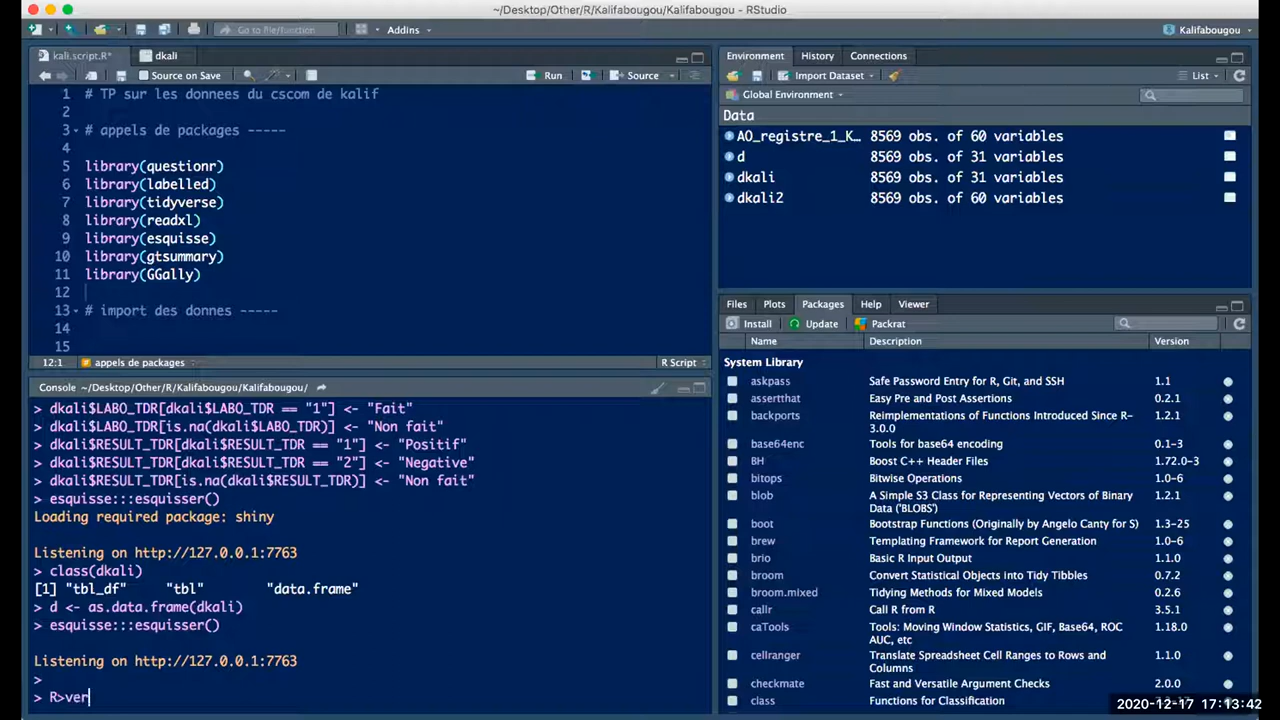 ~/Desktop/Other/R/Kalifabougou/Kalifabougou - RStudio
Go to file/function
Addins
Kalifabougou
kali.script.R*
dkali
Source on Save
Run
Source
1 # TP sur les donnees du cscom de kalif
2
3 # appels de packages -----
4
5 library(questionr)
6 library(labelled)
7 library(tidyverse)
8 library(readxl)
9 library(esquisse)
10 library(gtsummary)
11 library(GGally)
12
13 # import des donnes -----
14
15
12:1 appels de packages R Script
Console ~/Desktop/Other/R/Kalifabougou/Kalifabougou/
> dkali$LABO_TDR[dkali$LABO_TDR == "1"] <- "Fait"
> dkali$LABO_TDR[is.na(dkali$LABO_TDR)] <- "Non fait"
> dkali$RESULT_TDR[dkali$RESULT_TDR == "1"] <- "Positif"
> dkali$RESULT_TDR[dkali$RESULT_TDR == "2"] <- "Negative"
> dkali$RESULT_TDR[is.na(dkali$RESULT_TDR)] <- "Non fait"
> esquisse:::esquisser()
Loading required package: shiny
Listening on http://127.0.0.1:7763
> class(dkali)
[1] "tbl_df" "tbl" "data.frame"
> d <- as.data.frame(dkali)
> esquisse:::esquisser()
Listening on http://127.0.0.1:7763
>
> R>ver
Environment History Connections
Import Dataset List
Global Environment
Data
AO_registre_1_K… 8569 obs. of 60 variables
d 8569 obs. of 31 variables
dkali 8569 obs. of 31 variables
dkali2 8569 obs. of 60 variables
Files Plots Packages Help Viewer
Install Update Packrat
Name Description Version
System Library
askpass Safe Password Entry for R, Git, and SSH 1.1
assertthat Easy Pre and Post Assertions 0.2.1
backports Reimplementations of Functions Introduced Since R- 1.2.1
3.0.0
base64enc Tools for base64 encoding 0.1-3
BH Boost C++ Header Files 1.72.0-3
bitops Bitwise Operations 1.0-6
blob A Simple S3 Class for Representing Vectors of Binary 1.2.1
Data ('BLOBS')
boot Bootstrap Functions (Originally by Angelo Canty for S) 1.3-25
brew Templating Framework for Report Generation 1.0-6
brio Basic R Input Output 1.1.0
broom Convert Statistical Objects into Tidy Tibbles 0.7.2
broom.mixed Tidying Methods for Mixed Models 0.2.6
callr Call R from R 3.5.1
caTools Tools: Moving Window Statistics, GIF, Base64, ROC 1.18.0
AUC, etc
cellranger Translate Spreadsheet Cell Ranges to Rows and 1.1.0
Columns
checkmate Fast and Versatile Argument Checks 2.0.0
class Functions for Classification
2020-12-17 17:13:42